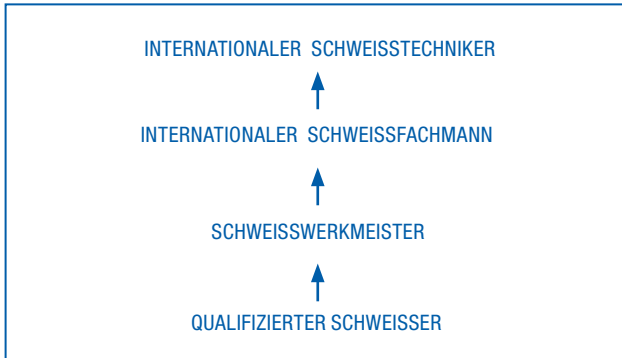 INTERNATIONALER SCHWEISSTECHNIKER
INTERNATIONALER SCHWEISSFACHMANN
SCHWEISSWERKMEISTER
QUALIFIZIERTER SCHWEISSER